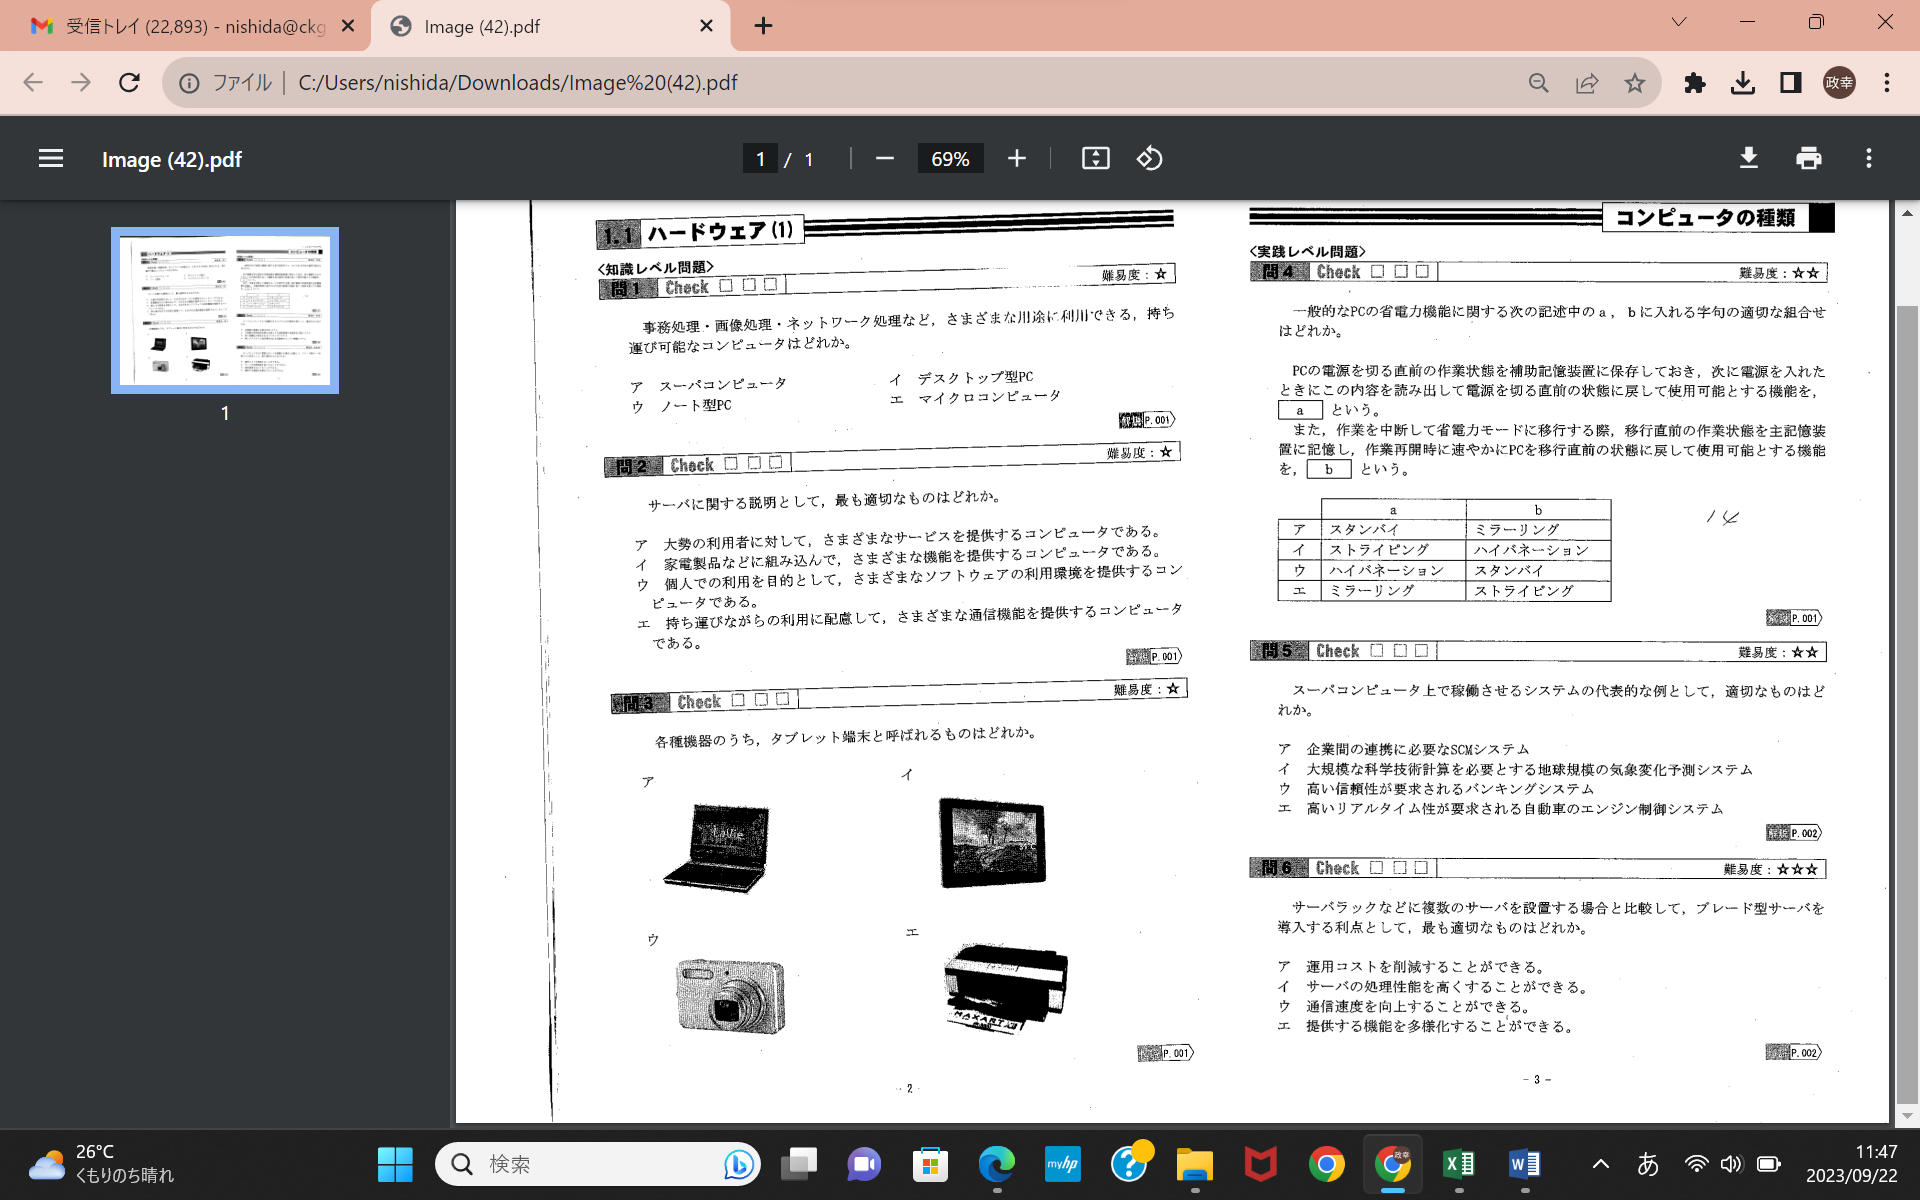 受信トレイ (22,893) - nishida@ckg
Image (42).pdf
ファイル C:/Users/nishida/Downloads/Image%20(42).pdf
政幸
Image (42).pdf
1 / 1
69%
1
1.1 ハードウェア(1)
<知識レベル問題>
問1 Check □ □ □ 難易度:☆
事務処理・画像処理・ネットワーク処理など,さまざまな用途に利用できる,持ち
運び可能なコンピュータはどれか。
ア スーパコンピュータ イ デスクトップ型PC
ウ ノート型PC エ マイクロコンピュータ
解説 P.001
問2 Check □ □ □ 難易度:☆
サーバに関する説明として,最も適切なものはどれか。
ア 大勢の利用者に対して,さまざまなサービスを提供するコンピュータである。
イ 家電製品などに組み込んで,さまざまな機能を提供するコンピュータである。
ウ 個人での利用を目的として,さまざまなソフトウェアの利用環境を提供するコン
ピュータである。
エ 持ち運びながらの利用に配慮して,さまざまな通信機能を提供するコンピュータ
である。
解説 P.001
問3 Check □ □ □ 難易度:☆
各種機器のうち,タブレット端末と呼ばれるものはどれか。
ア イ
LaVie
ウ エ
MAXART
P.001
2
コンピュータの種類
<実践レベル問題>
問4 Check □ □ □ 難易度:☆☆
一般的なPCの省電力機能に関する次の記述中のa,bに入れる字句の適切な組合せ
はどれか。
PCの電源を切る直前の作業状態を補助記憶装置に保存しておき,次に電源を入れた
ときにこの内容を読み出して電源を切る直前の状態に戻して使用可能とする機能を,
a という。
また,作業を中断して省電力モードに移行する際,移行直前の作業状態を主記憶装
置に記憶し,作業再開時に速やかにPCを移行直前の状態に戻して使用可能とする機能
を, b という。
a b
ア スタンバイ ミラーリング
イ ストライピング ハイバネーション
ウ ハイバネーション スタンバイ
エ ミラーリング ストライピング
解説 P.001
問5 Check □ □ □ 難易度:☆☆
スーパコンピュータ上で稼働させるシステムの代表的な例として,適切なものはど
れか。
ア 企業間の連携に必要なSCMシステム
イ 大規模な科学技術計算を必要とする地球規模の気象変化予測システム
ウ 高い信頼性が要求されるバンキングシステム
エ 高いリアルタイム性が要求される自動車のエンジン制御システム
解説 P.002
問6 Check □ □ □ 難易度:☆☆☆
サーバラックなどに複数のサーバを設置する場合と比較して,ブレード型サーバを
導入する利点として,最も適切なものはどれか。
ア 運用コストを削減することができる。
イ サーバの処理性能を高くすることができる。
ウ 通信速度を向上することができる。
エ 提供する機能を多様化することができる。
P.002
- 3 -
26°C
くもりのち晴れ
検索
myhp
あ
11:47
2023/09/22